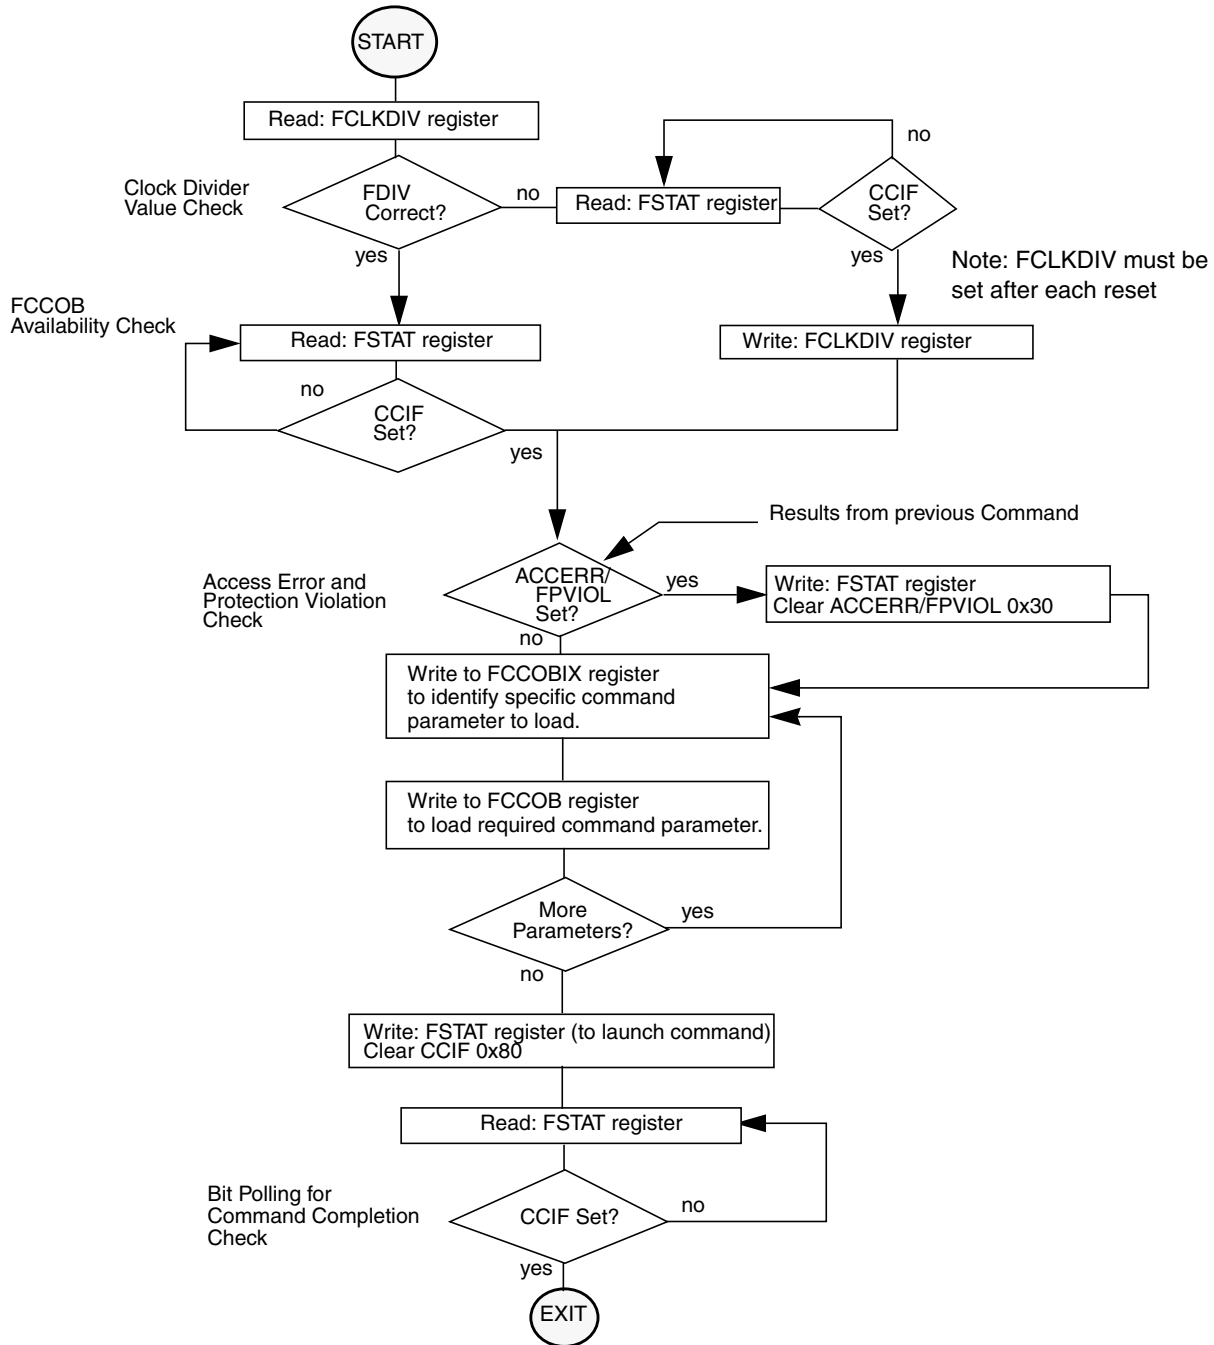 START
Read: FCLKDIV register
Clock Divider
Value Check
FDIV
Correct?
no
Read: FSTAT register
CCIF
Set?
no
yes
yes
Note: FCLKDIV must be
set after each reset
FCCOB
Availability Check
Read: FSTAT register
Write: FCLKDIV register
no
CCIF
Set?
yes
Results from previous Command
Access Error and
Protection Violation
Check
ACCERR/
FPVIOL
Set?
yes
no
Write: FSTAT register
Clear ACCERR/FPVIOL 0x30
Write to FCCOBIX register
to identify specific command
parameter to load.
Write to FCCOB register
to load required command parameter.
More
Parameters?
yes
no
Write: FSTAT register (to launch command)
Clear CCIF 0x80
Read: FSTAT register
Bit Polling for
Command Completion
Check
CCIF Set?
no
yes
EXIT